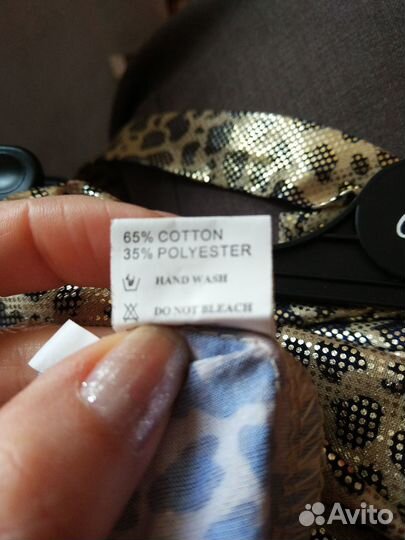 65% COTTON
35% POLYESTER
HAND WASH
DO NOT BLEACH
Avito